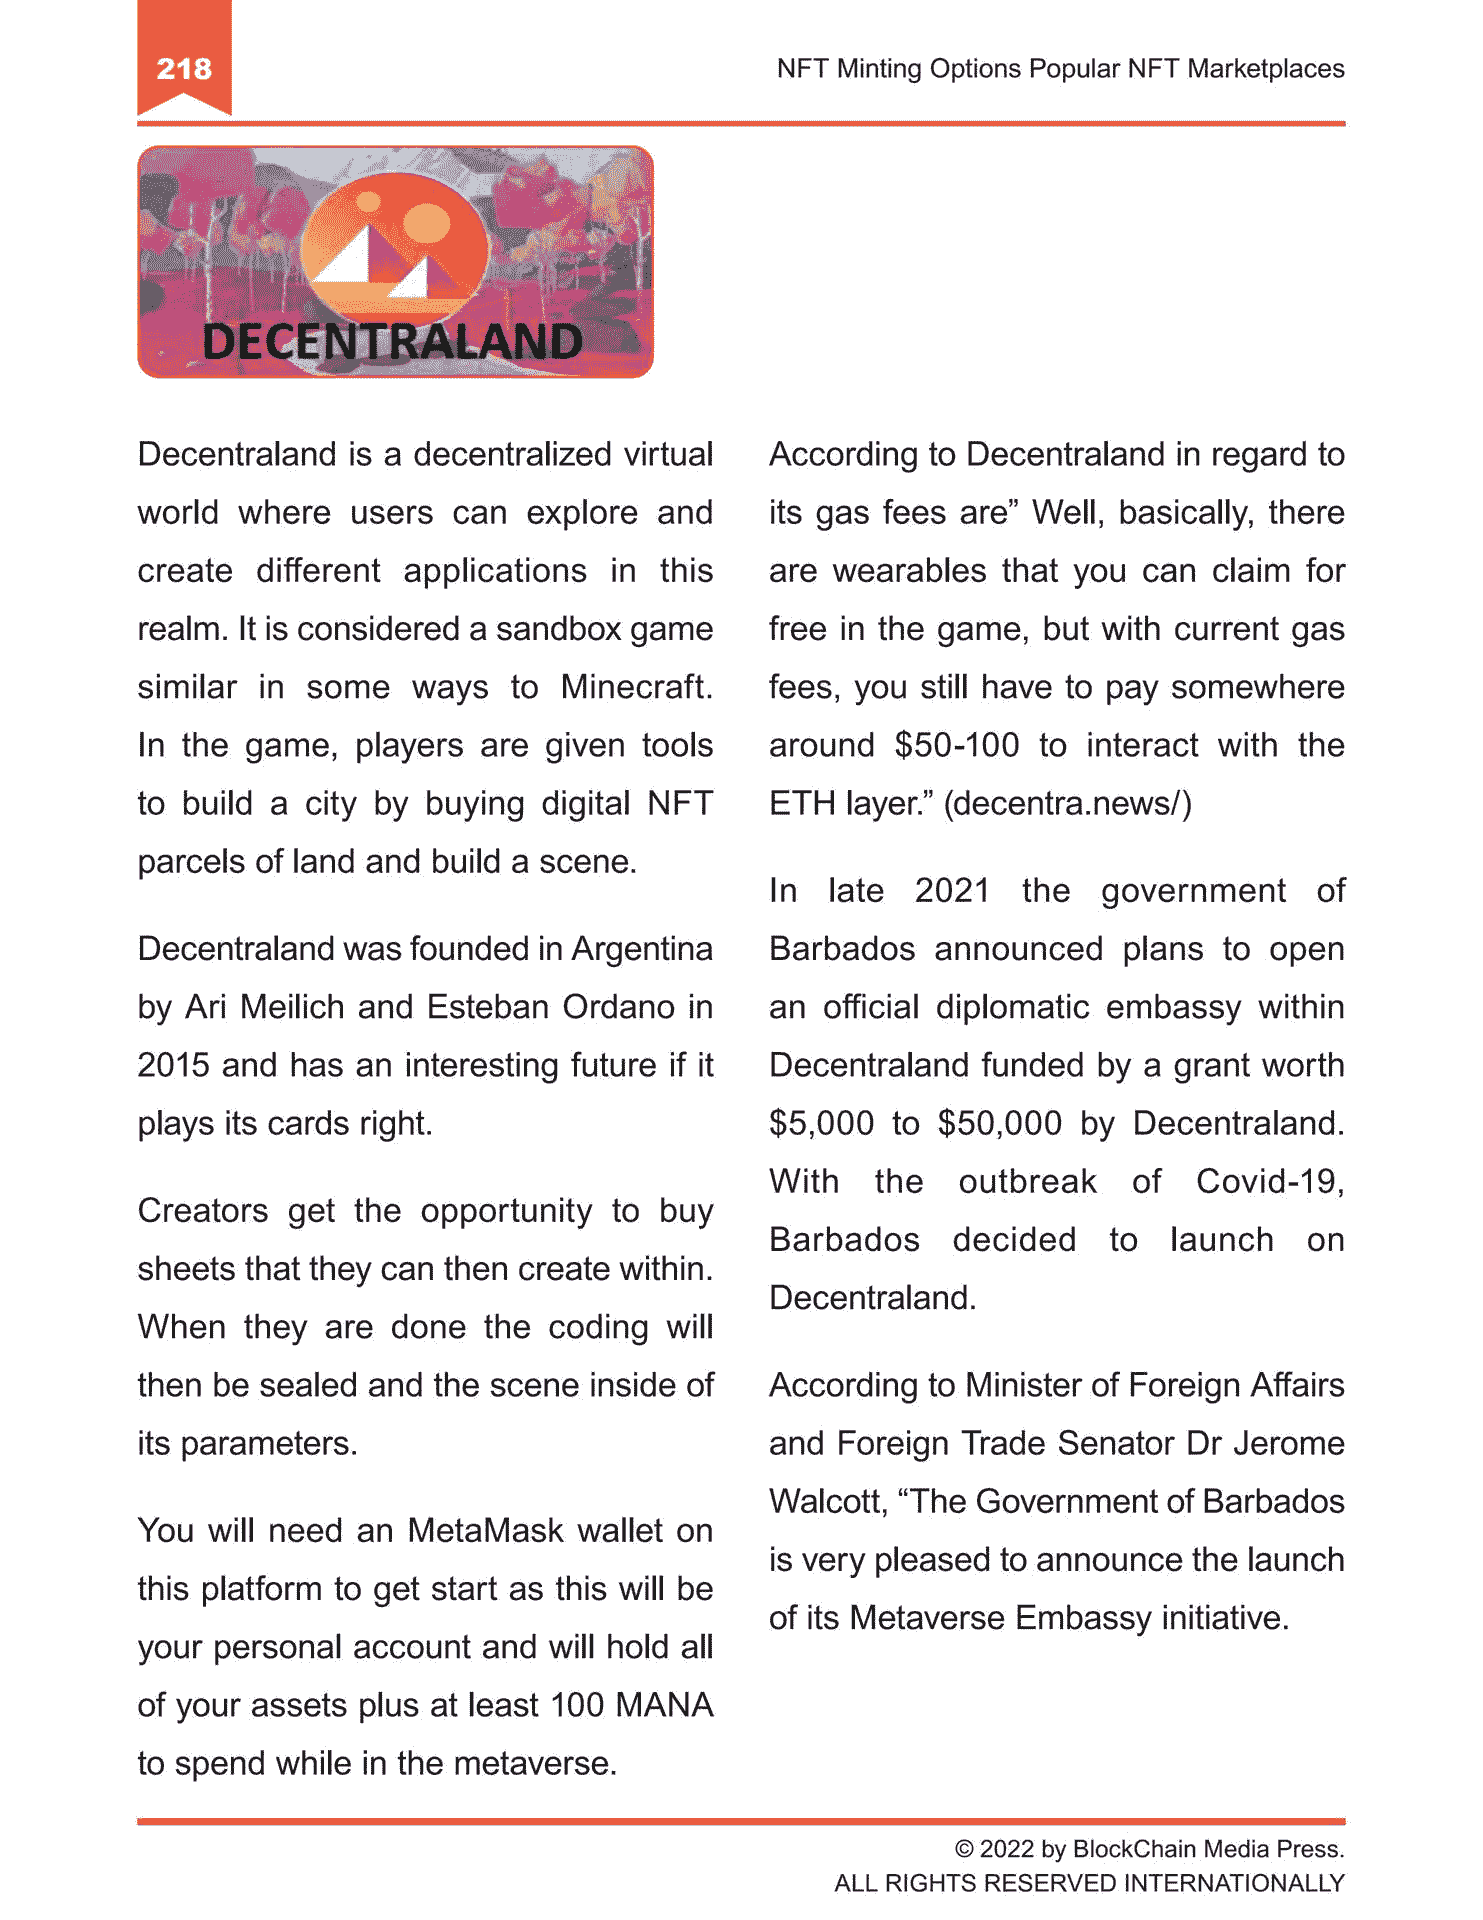 218
NFT Minting Options Popular NFT Marketplaces
DECENTRALAND
Decentraland is a decentralized virtual
world where users can explore and
create different applications in this
realm. It is considered a sandbox game
similar in some ways to Minecraft.
In the game, players are given tools
to build a city by buying digital NFT
parcels of land and build a scene.
Decentraland was founded in Argentina
by Ari Meilich and Esteban Ordano in
2015 and has an interesting future if it
plays its cards right.
Creators get the opportunity to buy
sheets that they can then create within.
When they are done the coding will
then be sealed and the scene inside of
its parameters.
You will need an MetaMask wallet on
this platform to get start as this will be
your personal account and will hold all
of your assets plus at least 100 MANA
to spend while in the metaverse.
According to Decentraland in regard to
its gas fees are” Well, basically, there
are wearables that you can claim for
free in the game, but with current gas
fees, you still have to pay somewhere
around $50-100 to interact with the
ETH layer.” (decentra.news/)
In late 2021 the government of
Barbados announced plans to open
an official diplomatic embassy within
Decentraland funded by a grant worth
$5,000 to $50,000 by Decentraland.
With the outbreak of Covid-19,
Barbados decided to launch on
Decentraland.
According to Minister of Foreign Affairs
and Foreign Trade Senator Dr Jerome
Walcott, “The Government of Barbados
is very pleased to announce the launch
of its Metaverse Embassy initiative.
© 2022 by BlockChain Media Press.
ALL RIGHTS RESERVED INTERNATIONALLY